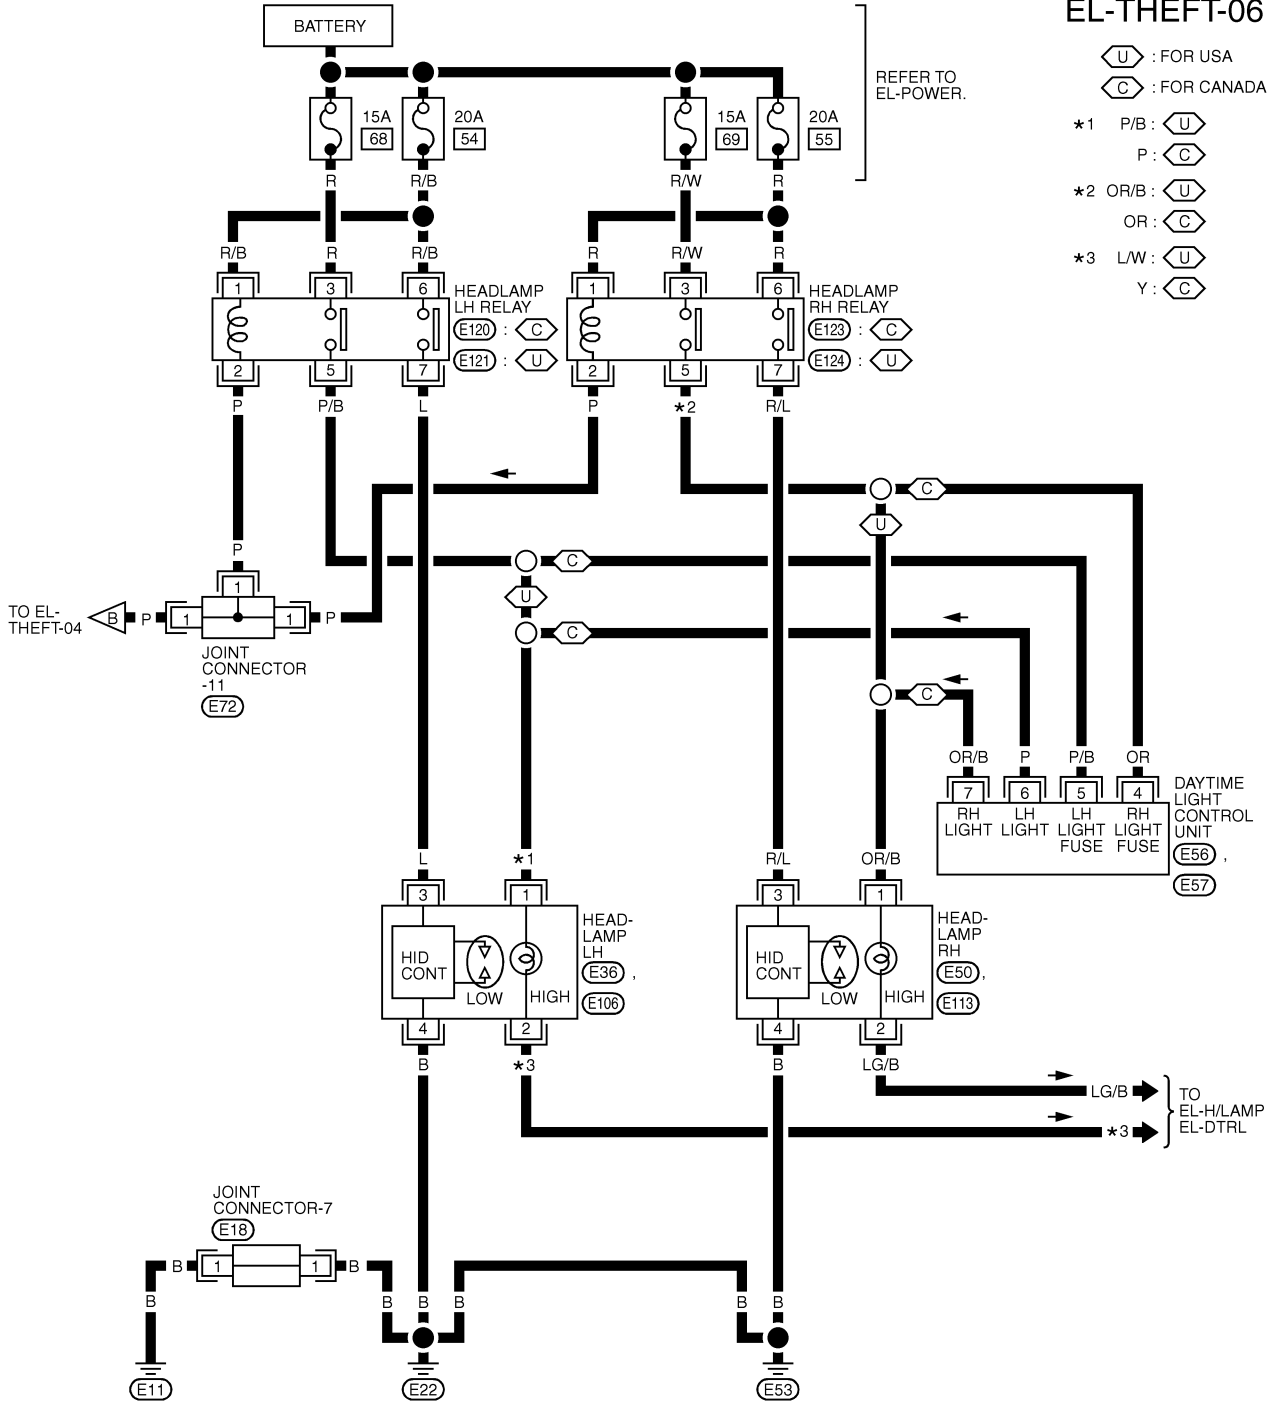 EL-THEFT-06
BATTERY
U : FOR USA
C : FOR CANADA
REFER TO
EL-POWER.
*1 P/B : U
P : C
*2 OR/B : U
OR : C
*3 L/W : U
Y : C
15A
68
20A
54
15A
69
20A
55
R
R/B
R/W
R
R/B
R
R/B
R
R/W
R
1
3
6
HEADLAMP
LH RELAY
E120 : C
E121 : U
2
5
7
1
3
6
HEADLAMP
RH RELAY
E123 : C
E124 : U
2
5
7
P
P/B
L
P
*2
R/L
C
U
C
U
C
C
P
1
TO EL-
THEFT-04
B
P
1
1
P
JOINT
CONNECTOR
-11
E72
OR/B
P
P/B
OR
7
6
5
4
RH
LIGHT
LH
LIGHT
LH
LIGHT
FUSE
RH
LIGHT
FUSE
DAYTIME
LIGHT
CONTROL
UNIT
E56 ,
E57
L
*1
R/L
OR/B
3
1
HID
CONT
LOW
HIGH
HEAD-
LAMP
LH
E36 ,
E106
4
2
3
1
HID
CONT
LOW
HIGH
HEAD-
LAMP
RH
E50 ,
E113
4
2
B
*3
B
LG/B
LG/B
*3
TO
EL-H/LAMP
EL-DTRL
JOINT
CONNECTOR-7
E18
B
1
1
B
B
B
B
B
B
B
E11
E22
E53